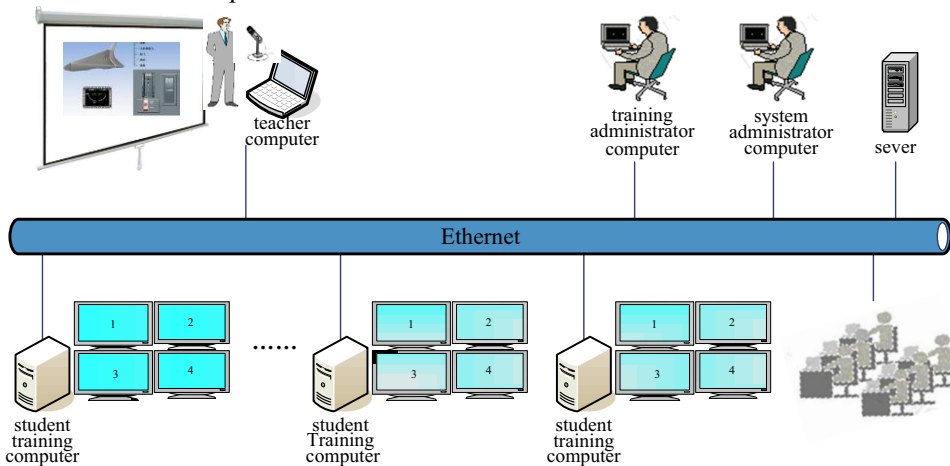 teacher
computer
training
administrator
computer
system
administrator
computer
sever
Ethernet
1
2
3
4
......
1
2
3
4
1
2
3
4
student
training
computer
student
Training
computer
student
training
computer